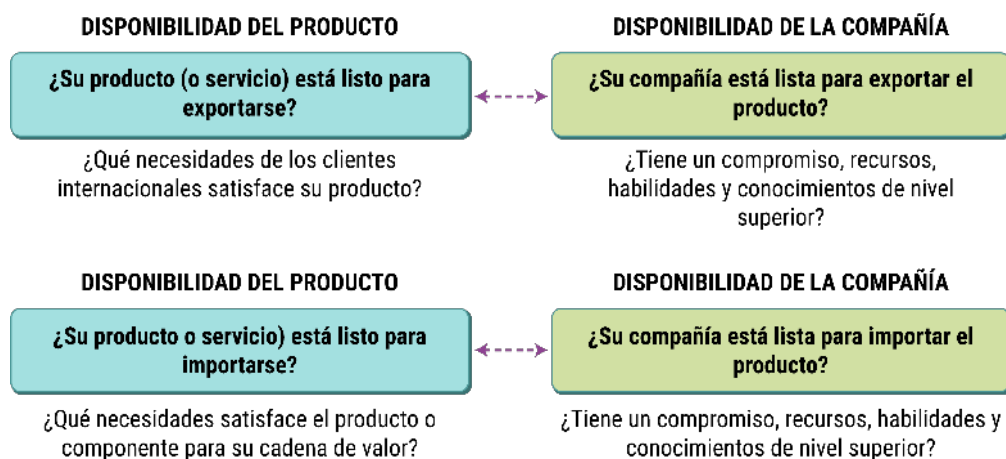 DISPONIBILIDAD DEL PRODUCTO
¿Su producto (o servicio) está listo para
exportarse?
¿Qué necesidades de los clientes
internacionales satisface su producto?
DISPONIBILIDAD DE LA COMPAÑÍA
¿Su compañía está lista para exportar el
producto?
¿Tiene un compromiso, recursos,
habilidades y conocimientos de nivel
superior?
DISPONIBILIDAD DEL PRODUCTO
¿Su producto o servicio) está listo para
importarse?
¿Qué necesidades satisface el producto o
componente para su cadena de valor?
DISPONIBILIDAD DE LA COMPAÑÍA
¿Su compañía está lista para importar el
producto?
¿Tiene un compromiso, recursos, habilidades y
conocimientos de nivel superior?